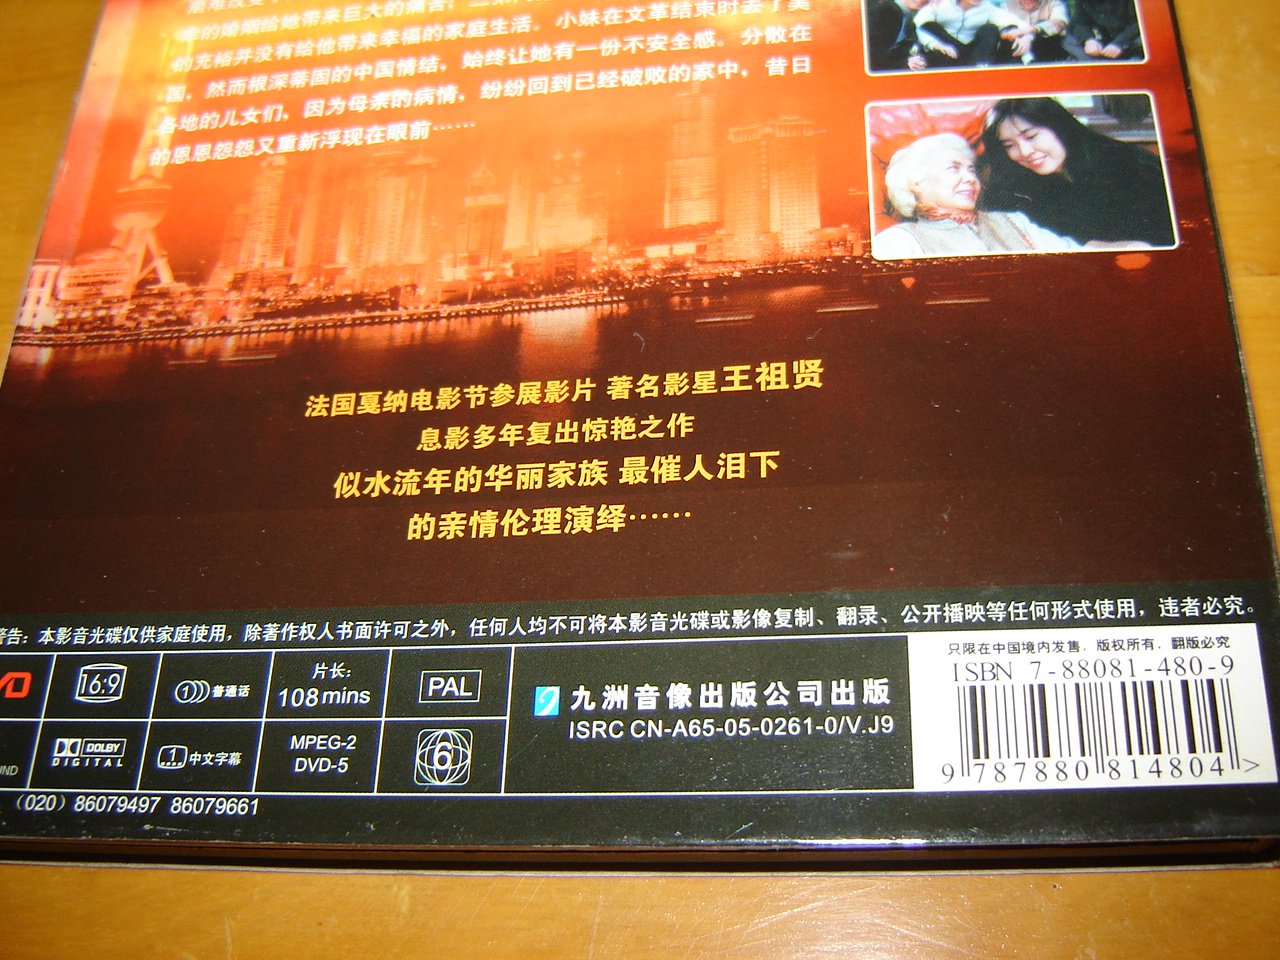 幸的婚姻给她带来巨大的痛苦；二
的充裕并没有给他带来幸福的家庭生活。小妹在文革结束时去了美
国，然而根深蒂固的中国情结，始终让她有一份不安全感。分散在
各地的儿女们，因为母亲的病情，纷纷回到已经破败的家中，昔日
的恩恩怨怨又重新浮现在眼前……
法国戛纳电影节参展影片 著名影星王祖贤
息影多年复出惊艳之作
似水流年的华丽家族 最催人泪下
的亲情伦理演绎……
警告：本影音光碟仅供家庭使用，除著作权人书面许可之外，任何人均不可将本影音光碟或影像复制、翻录、公开播映等任何形式使用，违者必究。
16:9
1 普通话
片长：
108 mins
PAL
DOLBY
DIGITAL
1 中文字幕
MPEG-2
DVD-5
6
九洲音像出版公司出版
ISRC CN-A65-05-0261-0/V.J9
只限在中国境内发售．版权所有．翻版必究
ISBN 7-88081-480-9
9 787880 814804 >
（020）86079497 86079661